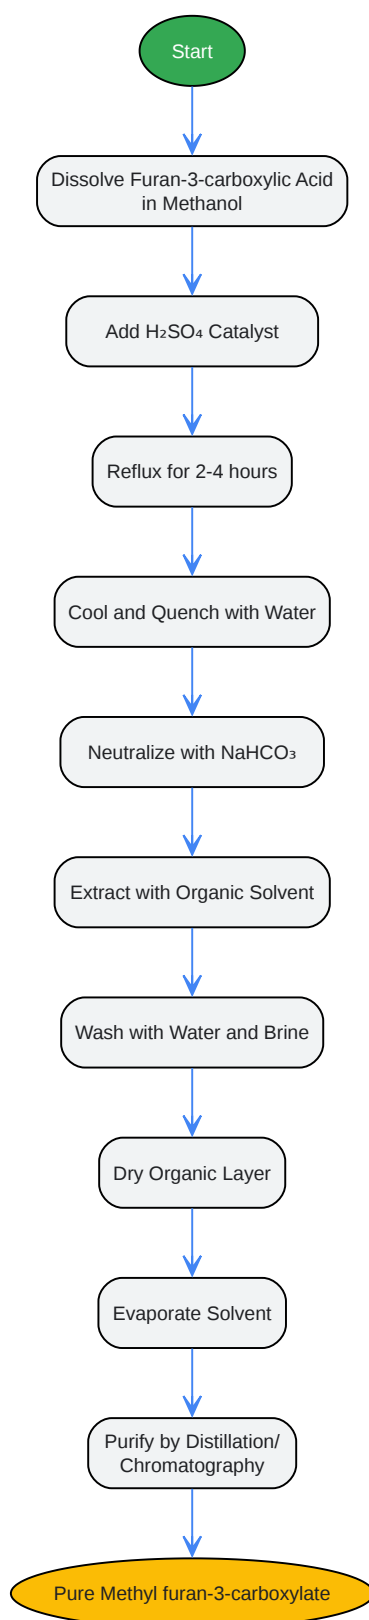 Start
Dissolve Furan-3-carboxylic Acid
in Methanol
Add H₂SO₄ Catalyst
Reflux for 2-4 hours
Cool and Quench with Water
Neutralize with NaHCO₃
Extract with Organic Solvent
Wash with Water and Brine
Dry Organic Layer
Evaporate Solvent
Purify by Distillation/
Chromatography
Pure Methyl furan-3-carboxylate